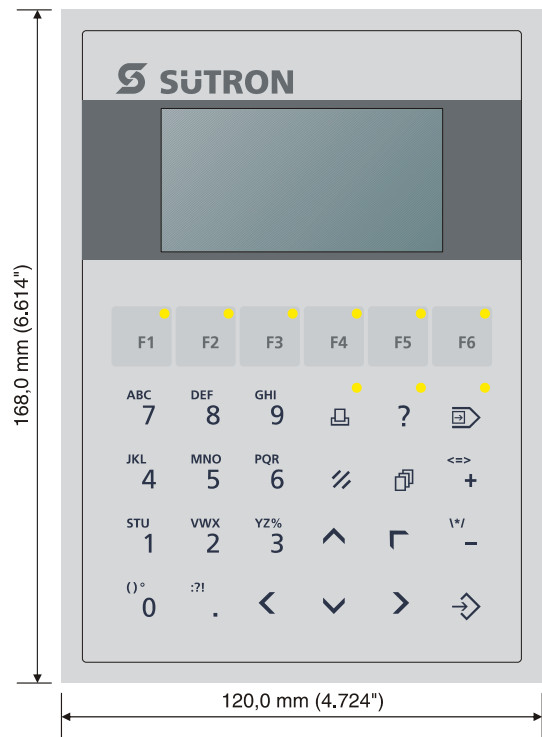 SÜTRON
168,0 mm (6.614")
F1 F2 F3 F4 F5 F6
ABC DEF GHI
7 8 9 ?
JKL MNO PQR <=>
4 5 6 +
STU VWX YZ% \*/
1 2 3 –
()° :?!
0 .
120,0 mm (4.724")